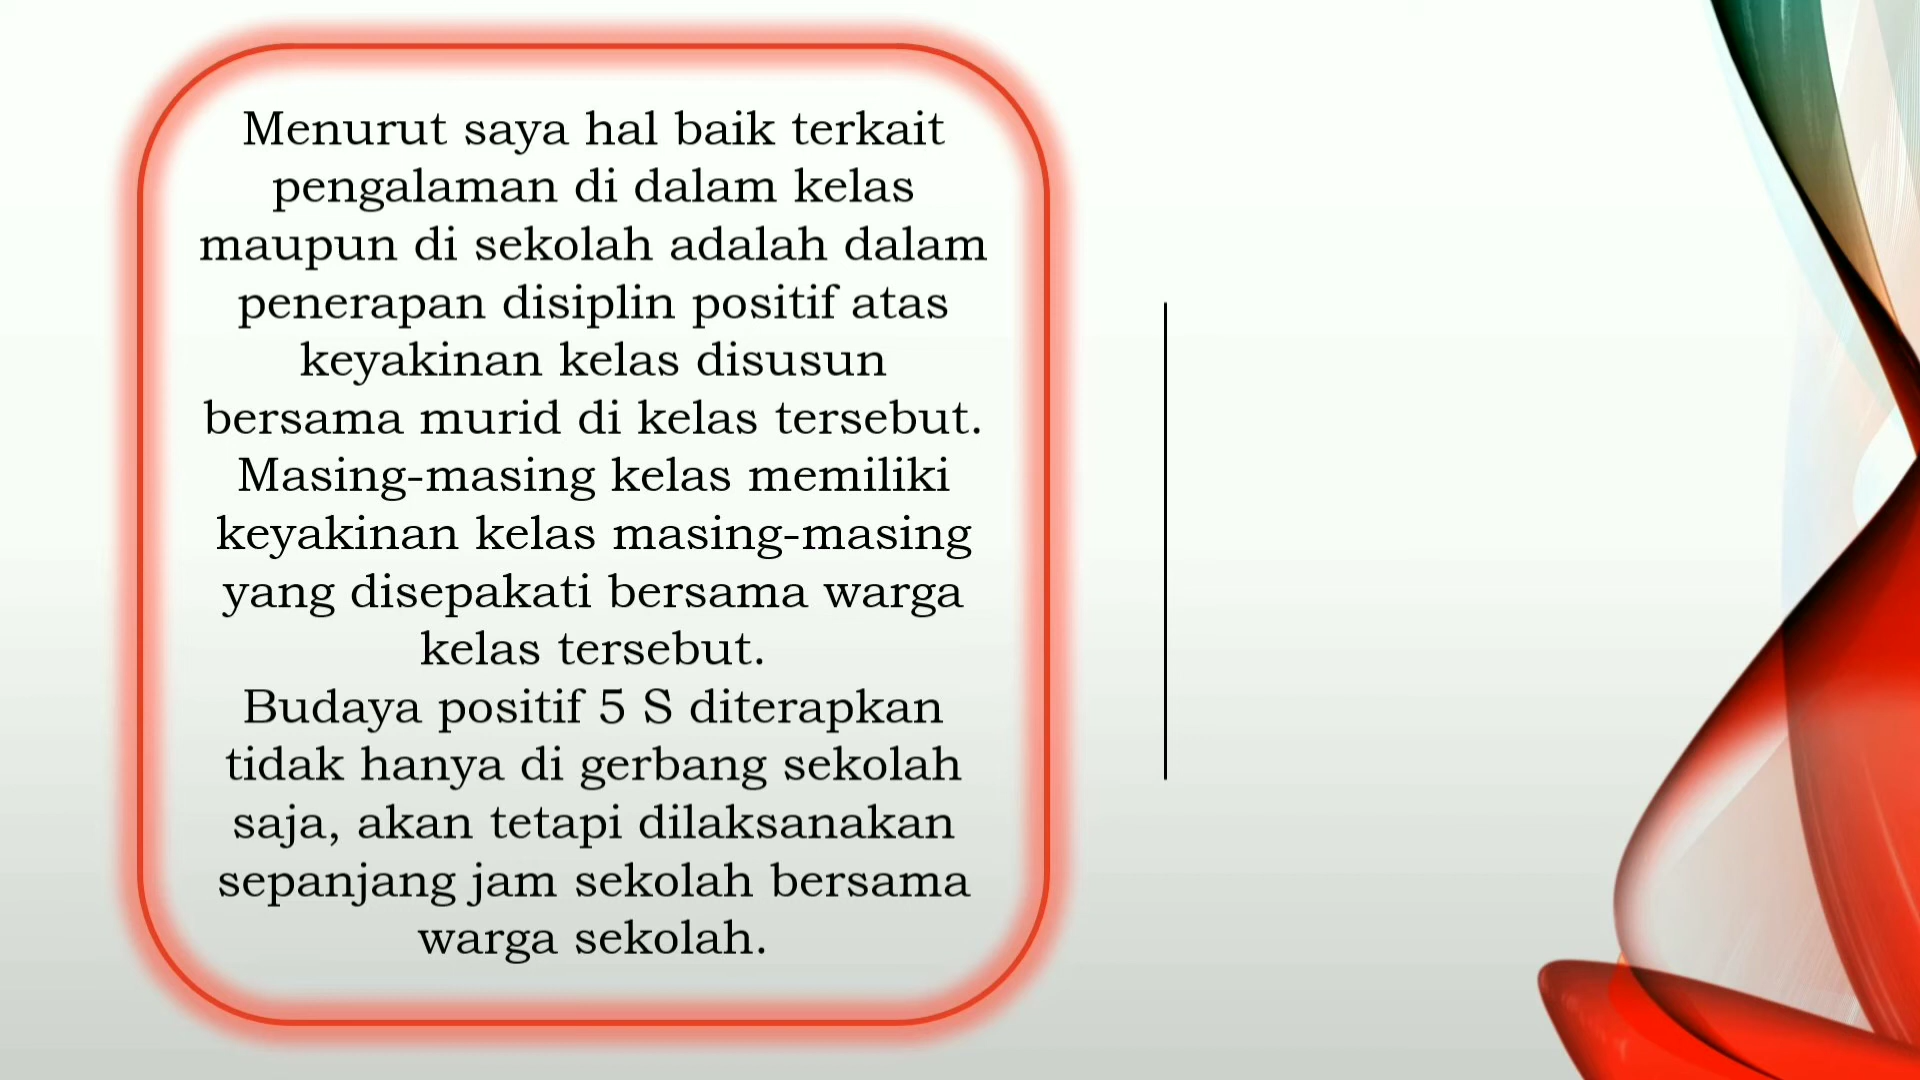 Menurut saya hal baik terkait
pengalaman di dalam kelas
maupun di sekolah adalah dalam
penerapan disiplin positif atas
keyakinan kelas disusun
bersama murid di kelas tersebut.
Masing-masing kelas memiliki
keyakinan kelas masing-masing
yang disepakati bersama warga
kelas tersebut.
Budaya positif 5 S diterapkan
tidak hanya di gerbang sekolah
saja, akan tetapi dilaksanakan
sepanjang jam sekolah bersama
warga sekolah.